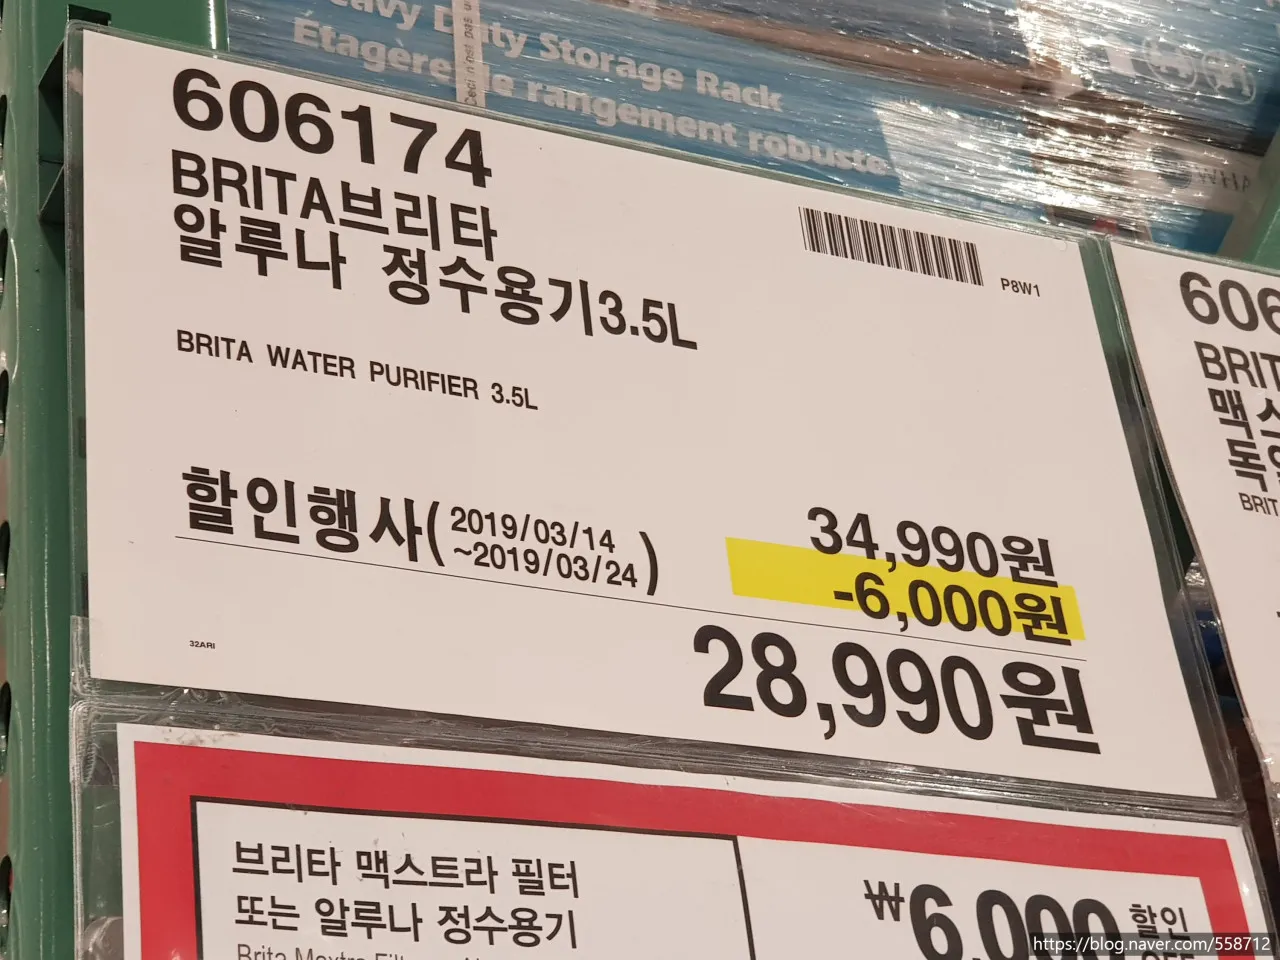 Duty Storage Rack
Étagère de rangement robuste
606174
BRITA브리타
알루나 정수용기3.5L
P8W1
BRITA WATER PURIFIER 3.5L
할인행사(2019/03/14
~2019/03/24)
34,990원
-6,000원
28,990원
32ARI
브리타 맥스트라 필터
또는 알루나 정수용기
₩6,000 할인
606
BRIT
맥
BRIT
https://blog.naver.com/558712